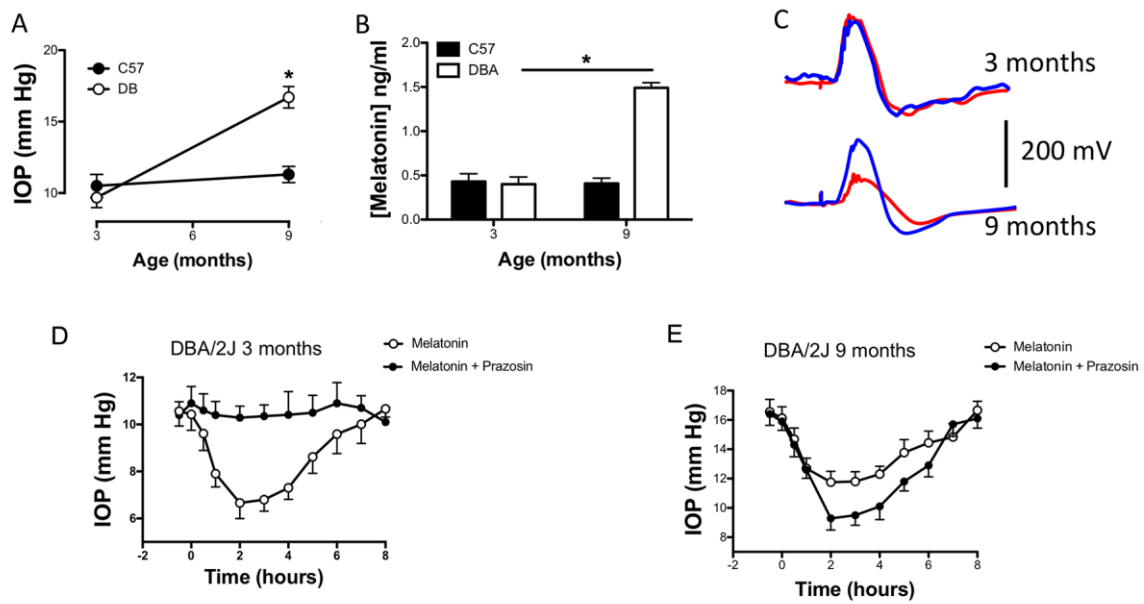 A
IOP (mm Hg)
20
15
10
C57
DB
*
3
6
9
Age (months)
B
[Melatonin] ng/ml
2.0
1.5
1.0
0.5
0.0
C57
DBA
*
3
9
Age (months)
C
3 months
200 mV
9 months
D
DBA/2J 3 months
Melatonin
Melatonin + Prazosin
IOP (mm Hg)
12
10
8
6
-2
0
2
4
6
8
Time (hours)
E
DBA/2J 9 months
Melatonin
Melatonin + Prazosin
IOP (mm Hg)
18
16
14
12
10
8
-2
0
2
4
6
8
Time (hours)